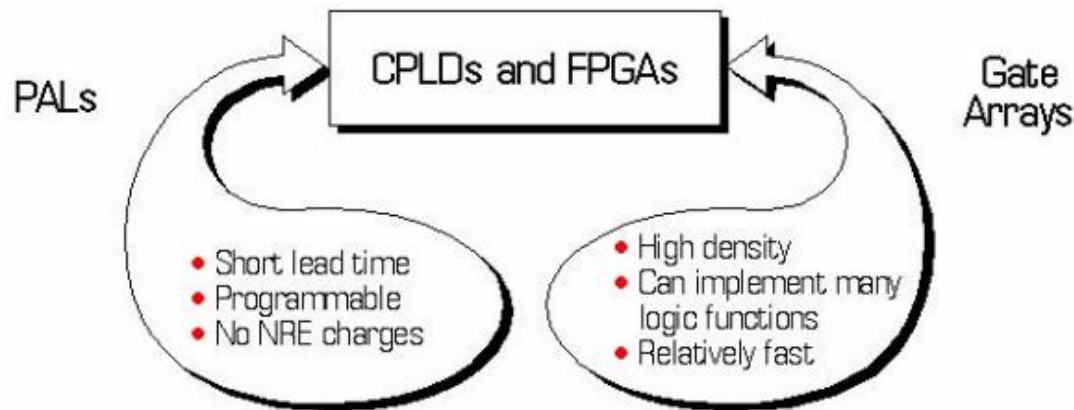 CPLDs and FPGAs
PALs
Gate
Arrays
• Short lead time
• Programmable
• No NRE charges
• High density
• Can implement many
logic functions
• Relatively fast